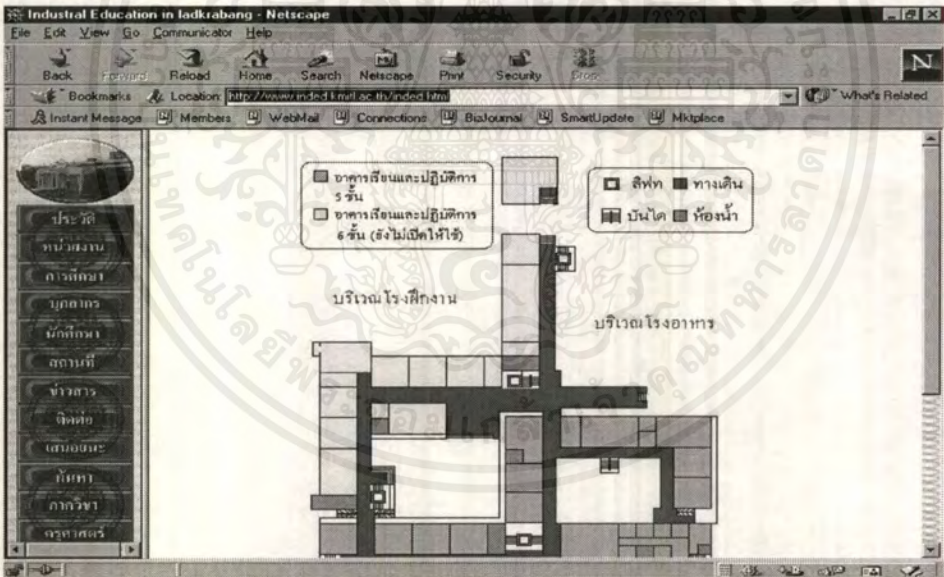 Industral Education in ladkrabang - Netscape
File Edit View Go Communicator Help
Back Forward Reload Home Search Netscape Print Security Stop
Bookmarks Location: http://www.inded.kmitl.ac.th/inded.html What's Related
Instant Message Members WebMail Connections BizJournal SmartUpdate Mktplace
ประวัติ
หน่วยงาน
การศึกษา
บุคลากร
นักศึกษา
สถานที่
ข่าวสาร
ติดต่อ
เสนอแนะ
ค้นหา
ภาควิชา
ครุศาสตร์
อาคารเรียนและปฏิบัติการ
5 ชั้น
อาคารเรียนและปฏิบัติการ
6 ชั้น (ยังไม่เปิดให้ใช้)
ลิฟท ทางเดิน
บันได ห้องน้ำ
บริเวณโรงฝึกงาน
บริเวณโรงอาหาร